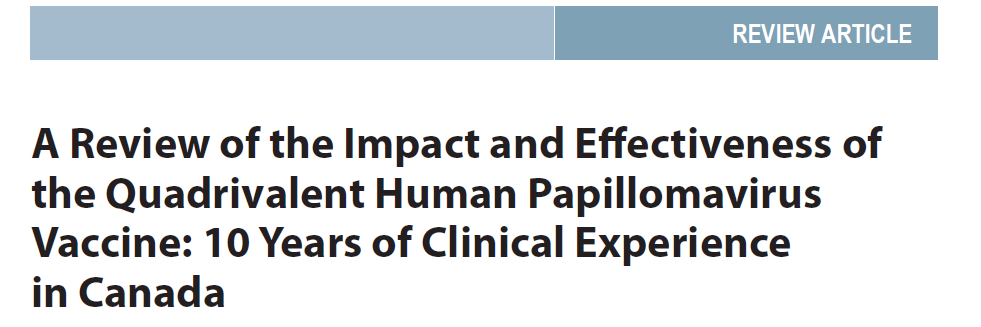 REVIEW ARTICLE
A Review of the Impact and Effectiveness of
the Quadrivalent Human Papillomavirus
Vaccine: 10 Years of Clinical Experience
in Canada